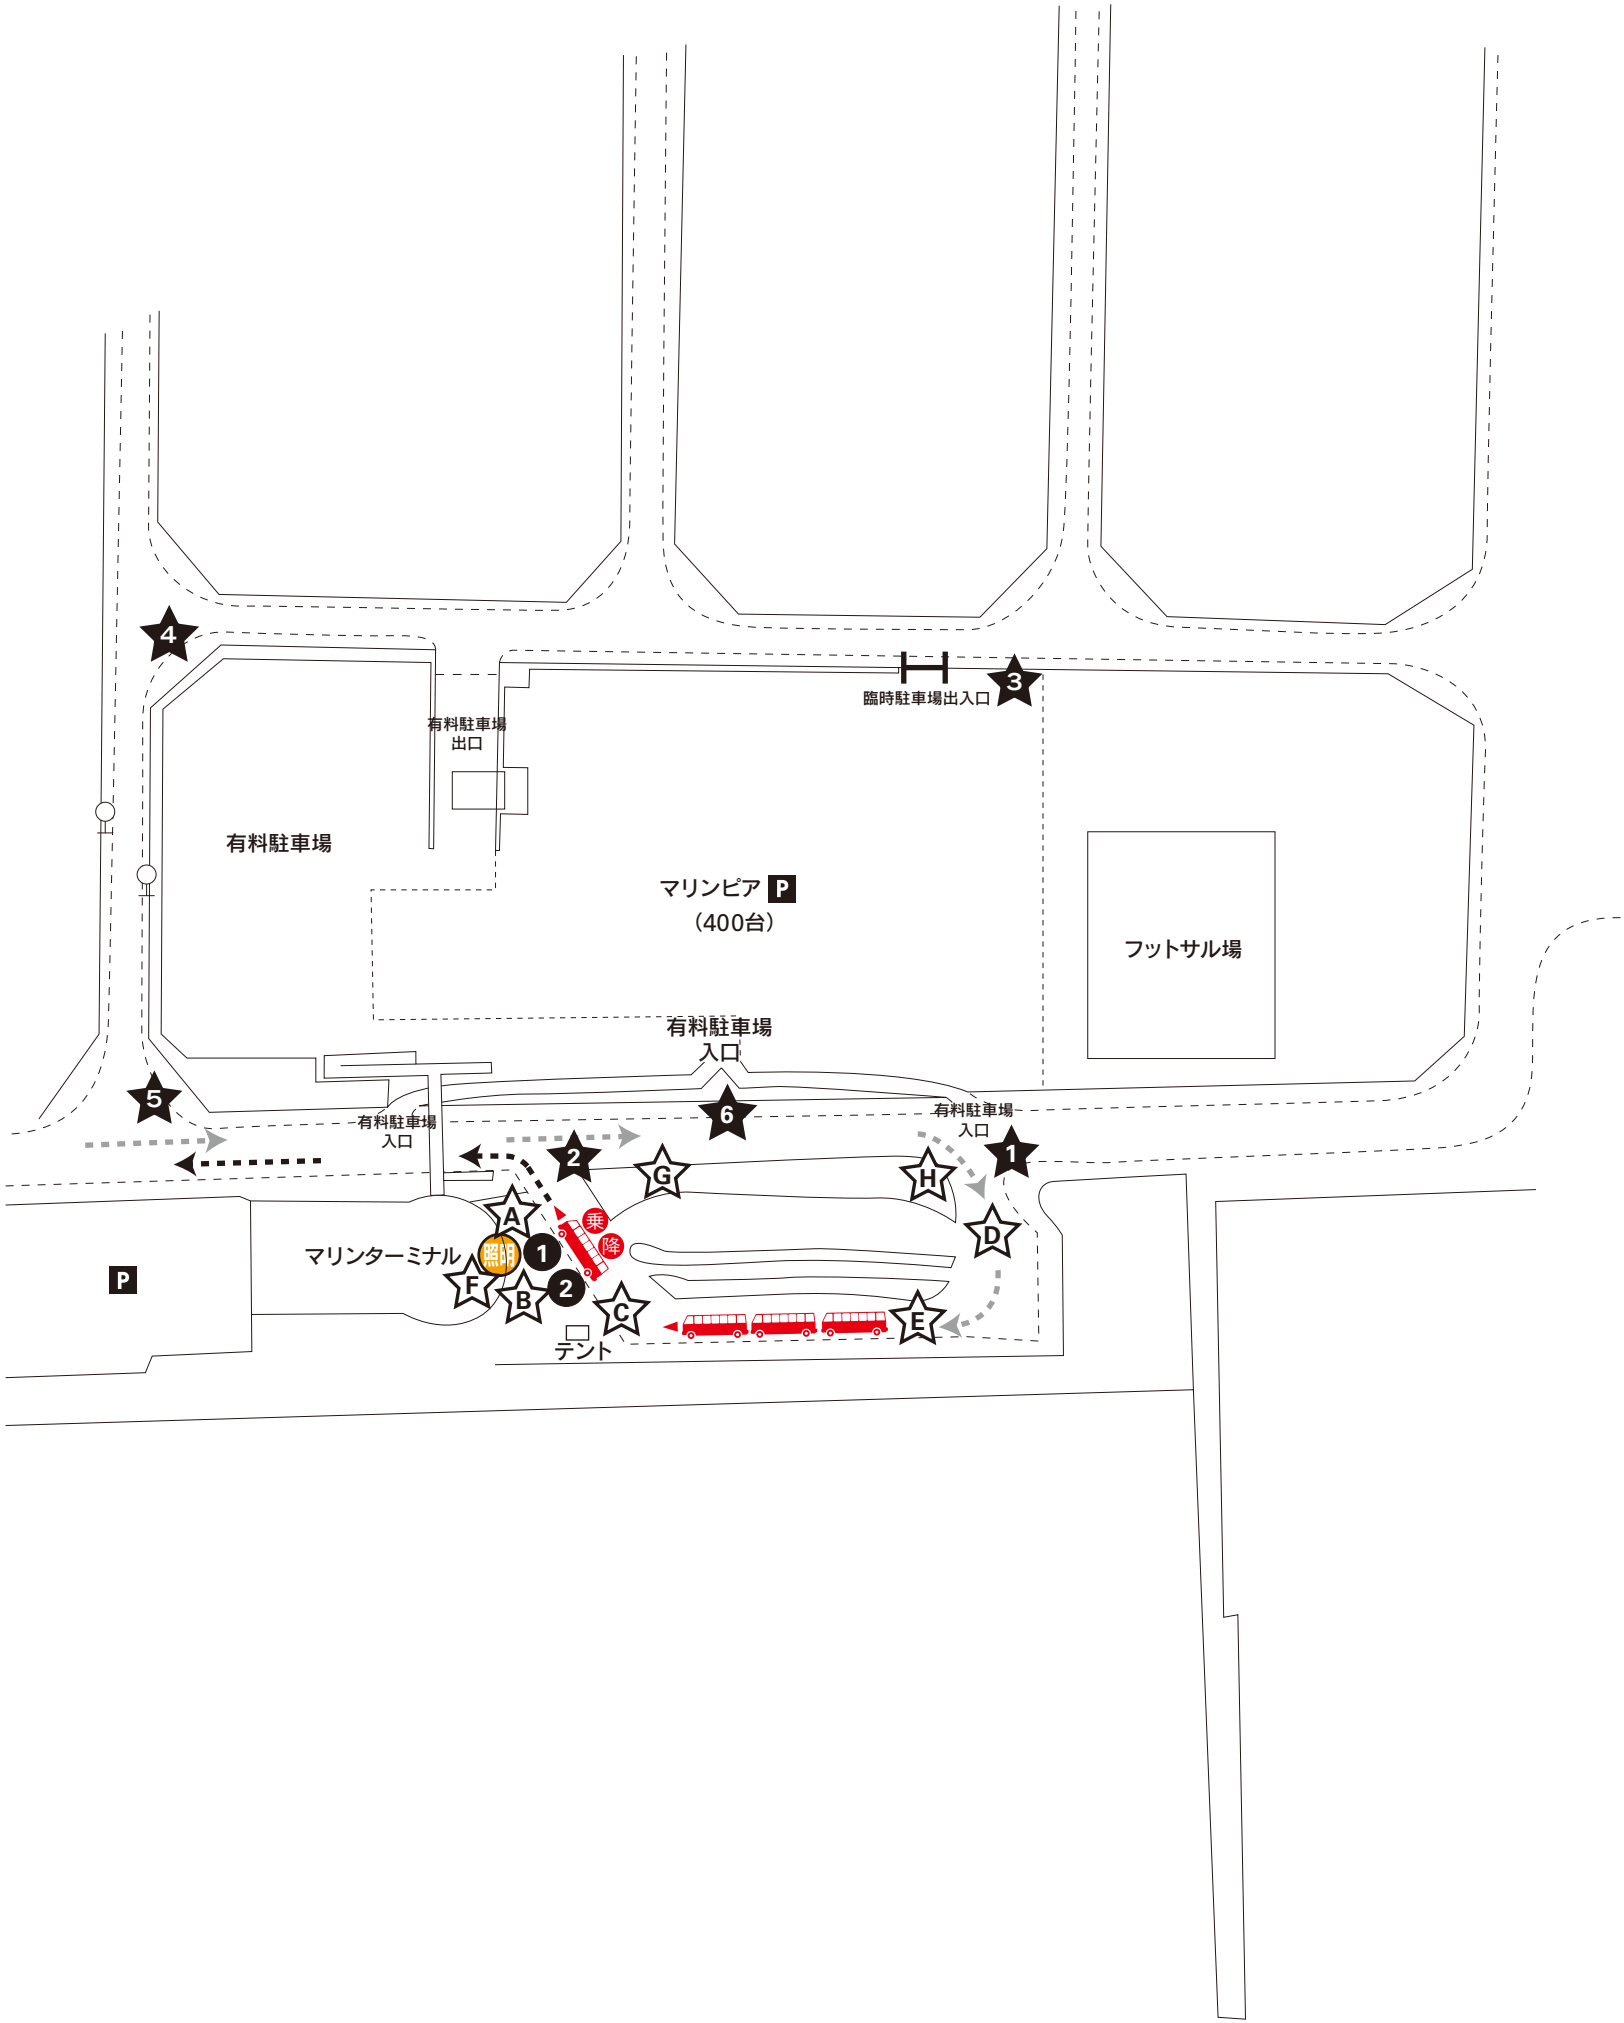 4
3
臨時駐車場出入口
有料駐車場
出口
有料駐車場
マリンピア P
（400台）
フットサル場
有料駐車場
入口
5
6
有料駐車場
入口
有料駐車場
入口
1
2
G
H
A
乗
D
降
マリンターミナル
照明
1
P
F
B
2
C
E
テント